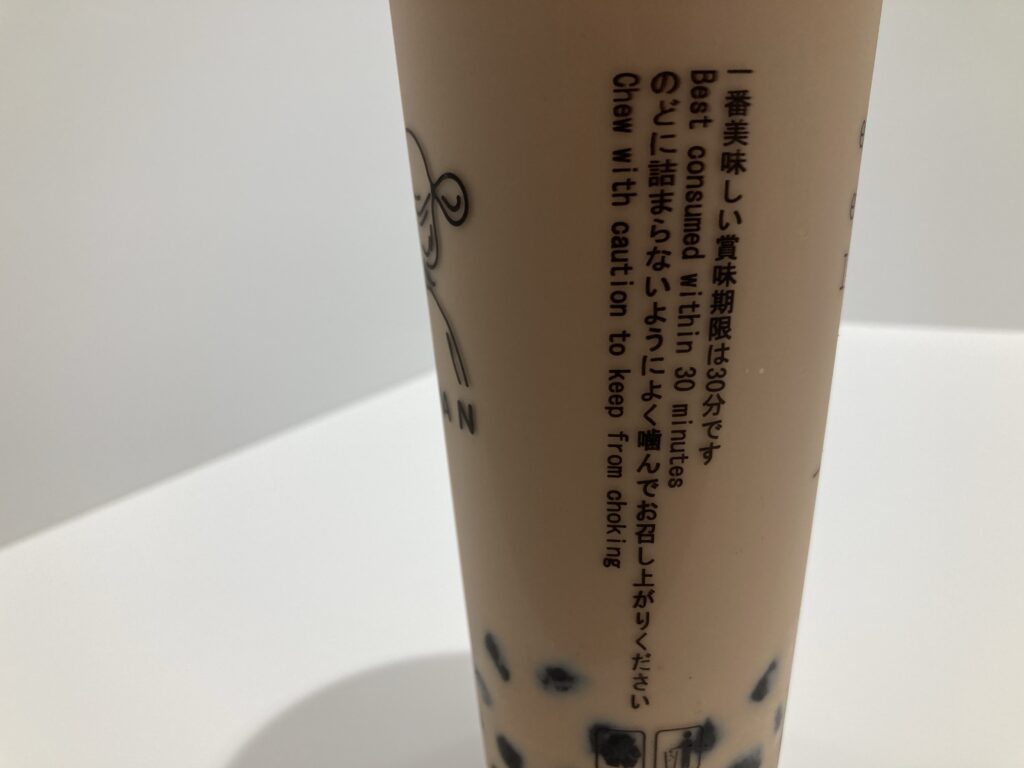 一番美味しい賞味期限は30分です
Best consumed within 30 minutes
のどに詰まらないようによく噛んでお召し上がりください
Chew with caution to keep from choking
AN